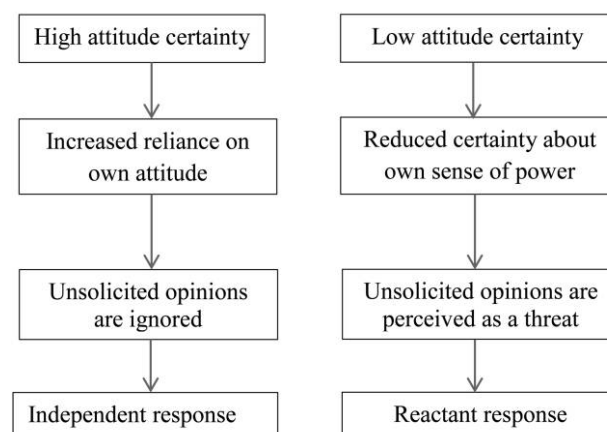 High attitude certainty
Increased reliance on
own attitude
Unsolicited opinions
are ignored
Independent response
Low attitude certainty
Reduced certainty about
own sense of power
Unsolicited opinions are
perceived as a threat
Reactant response